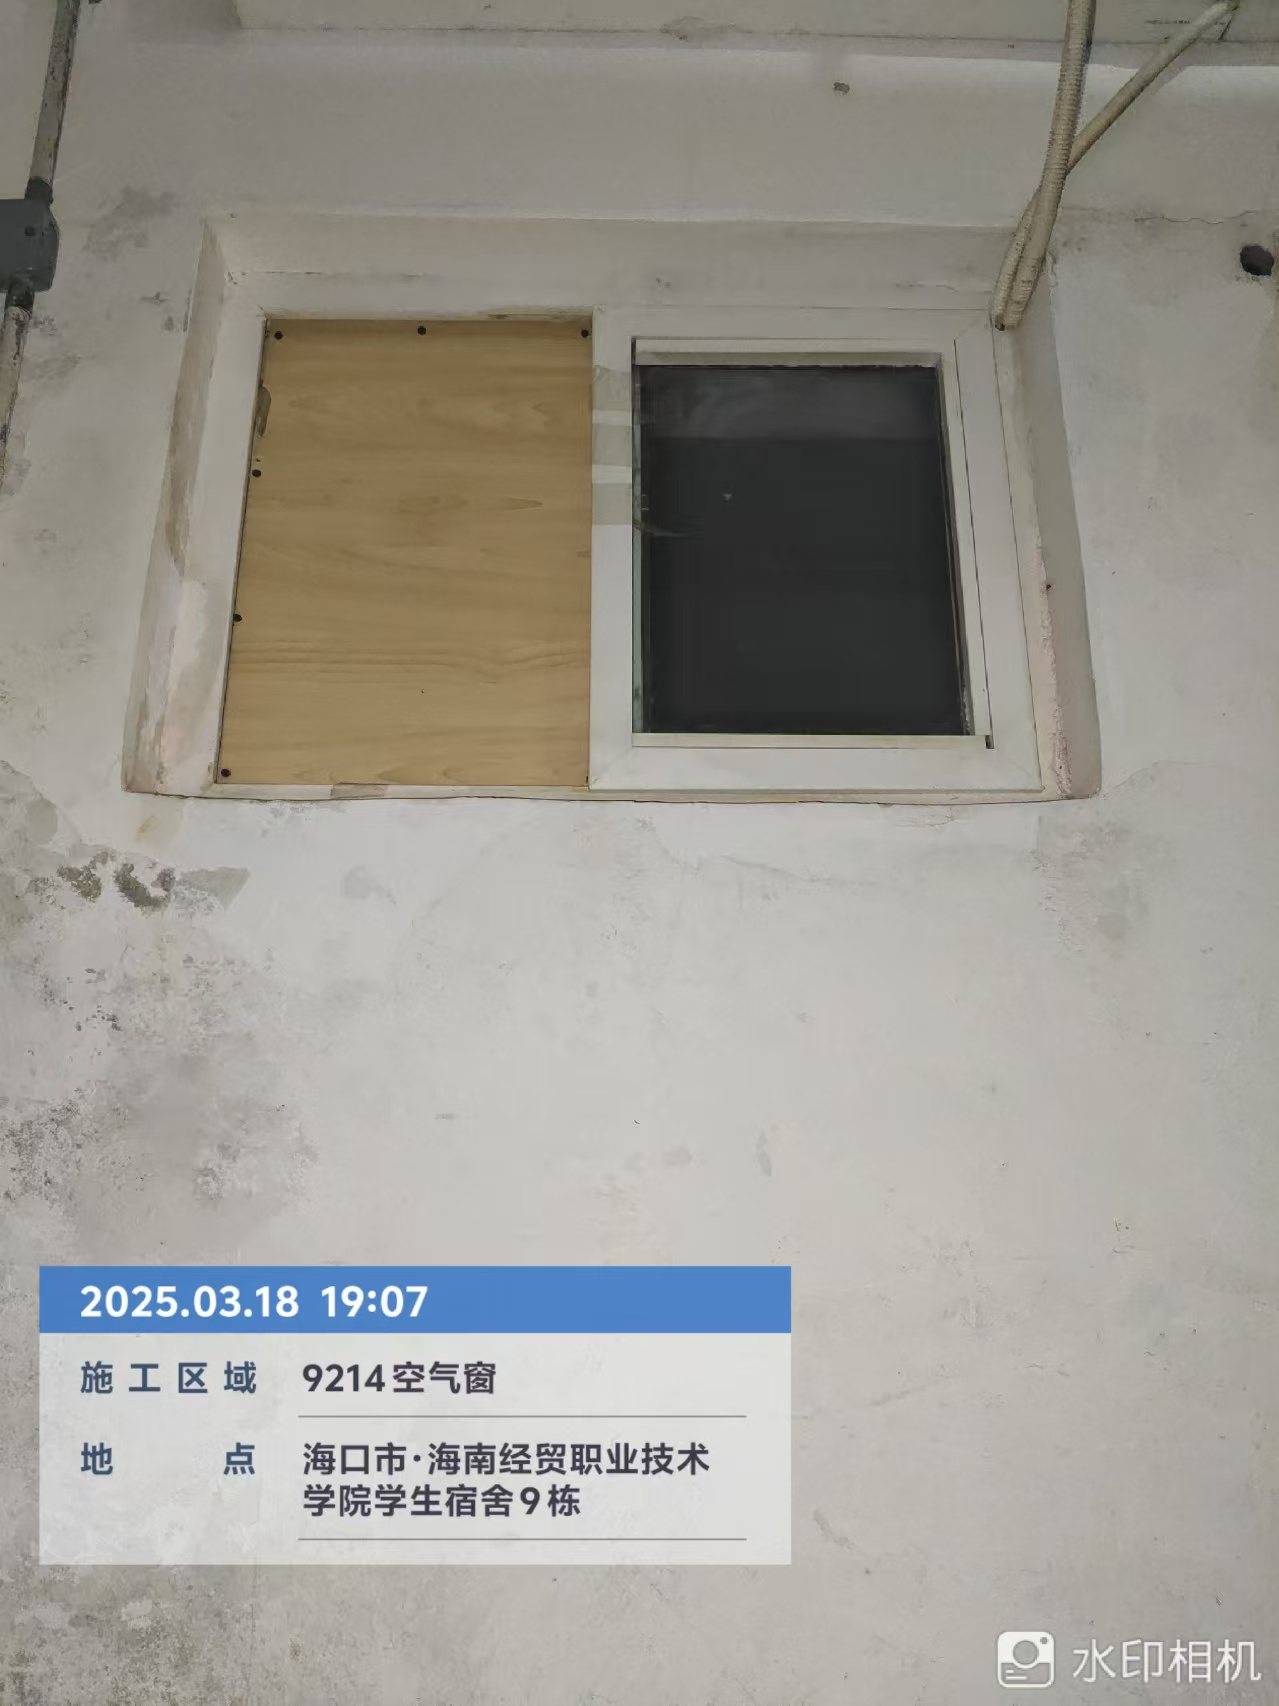 2025.03.18 19:07
施工区域 9214空气窗
地点 海口市·海南经贸职业技术
学院学生宿舍9栋
水印相机